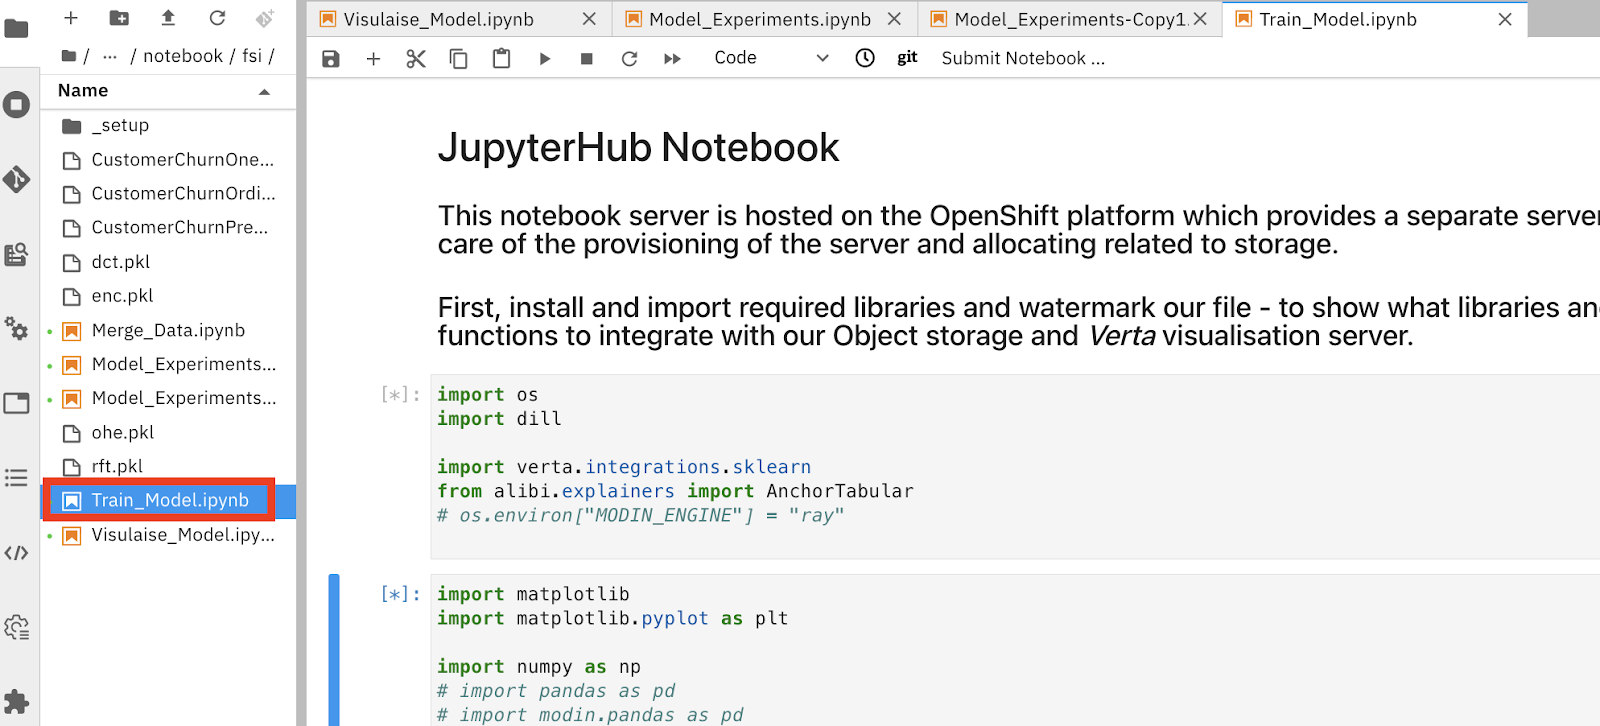 Visulaise_Model.ipynb
Model_Experiments.ipynb
Model_Experiments-Copy1.
Train_Model.ipynb
/ ... / notebook / fsi /
Code
git
Submit Notebook ...
Name
_setup
CustomerChurnOne...
CustomerChurnOrdi...
CustomerChurnPre...
dct.pkl
enc.pkl
Merge_Data.ipynb
Model_Experiments...
Model_Experiments...
ohe.pkl
rft.pkl
Train_Model.ipynb
Visulaise_Model.ipy...
JupyterHub Notebook
This notebook server is hosted on the OpenShift platform which provides a separate server
care of the provisioning of the server and allocating related to storage.
First, install and import required libraries and watermark our file - to show what libraries an
functions to integrate with our Object storage and Verta visualisation server.
[*]:
import os
import dill
import verta.integrations.sklearn
from alibi.explainers import AnchorTabular
# os.environ["MODIN_ENGINE"] = "ray"
[*]:
import matplotlib
import matplotlib.pyplot as plt
import numpy as np
# import pandas as pd
# import modin.pandas as pd